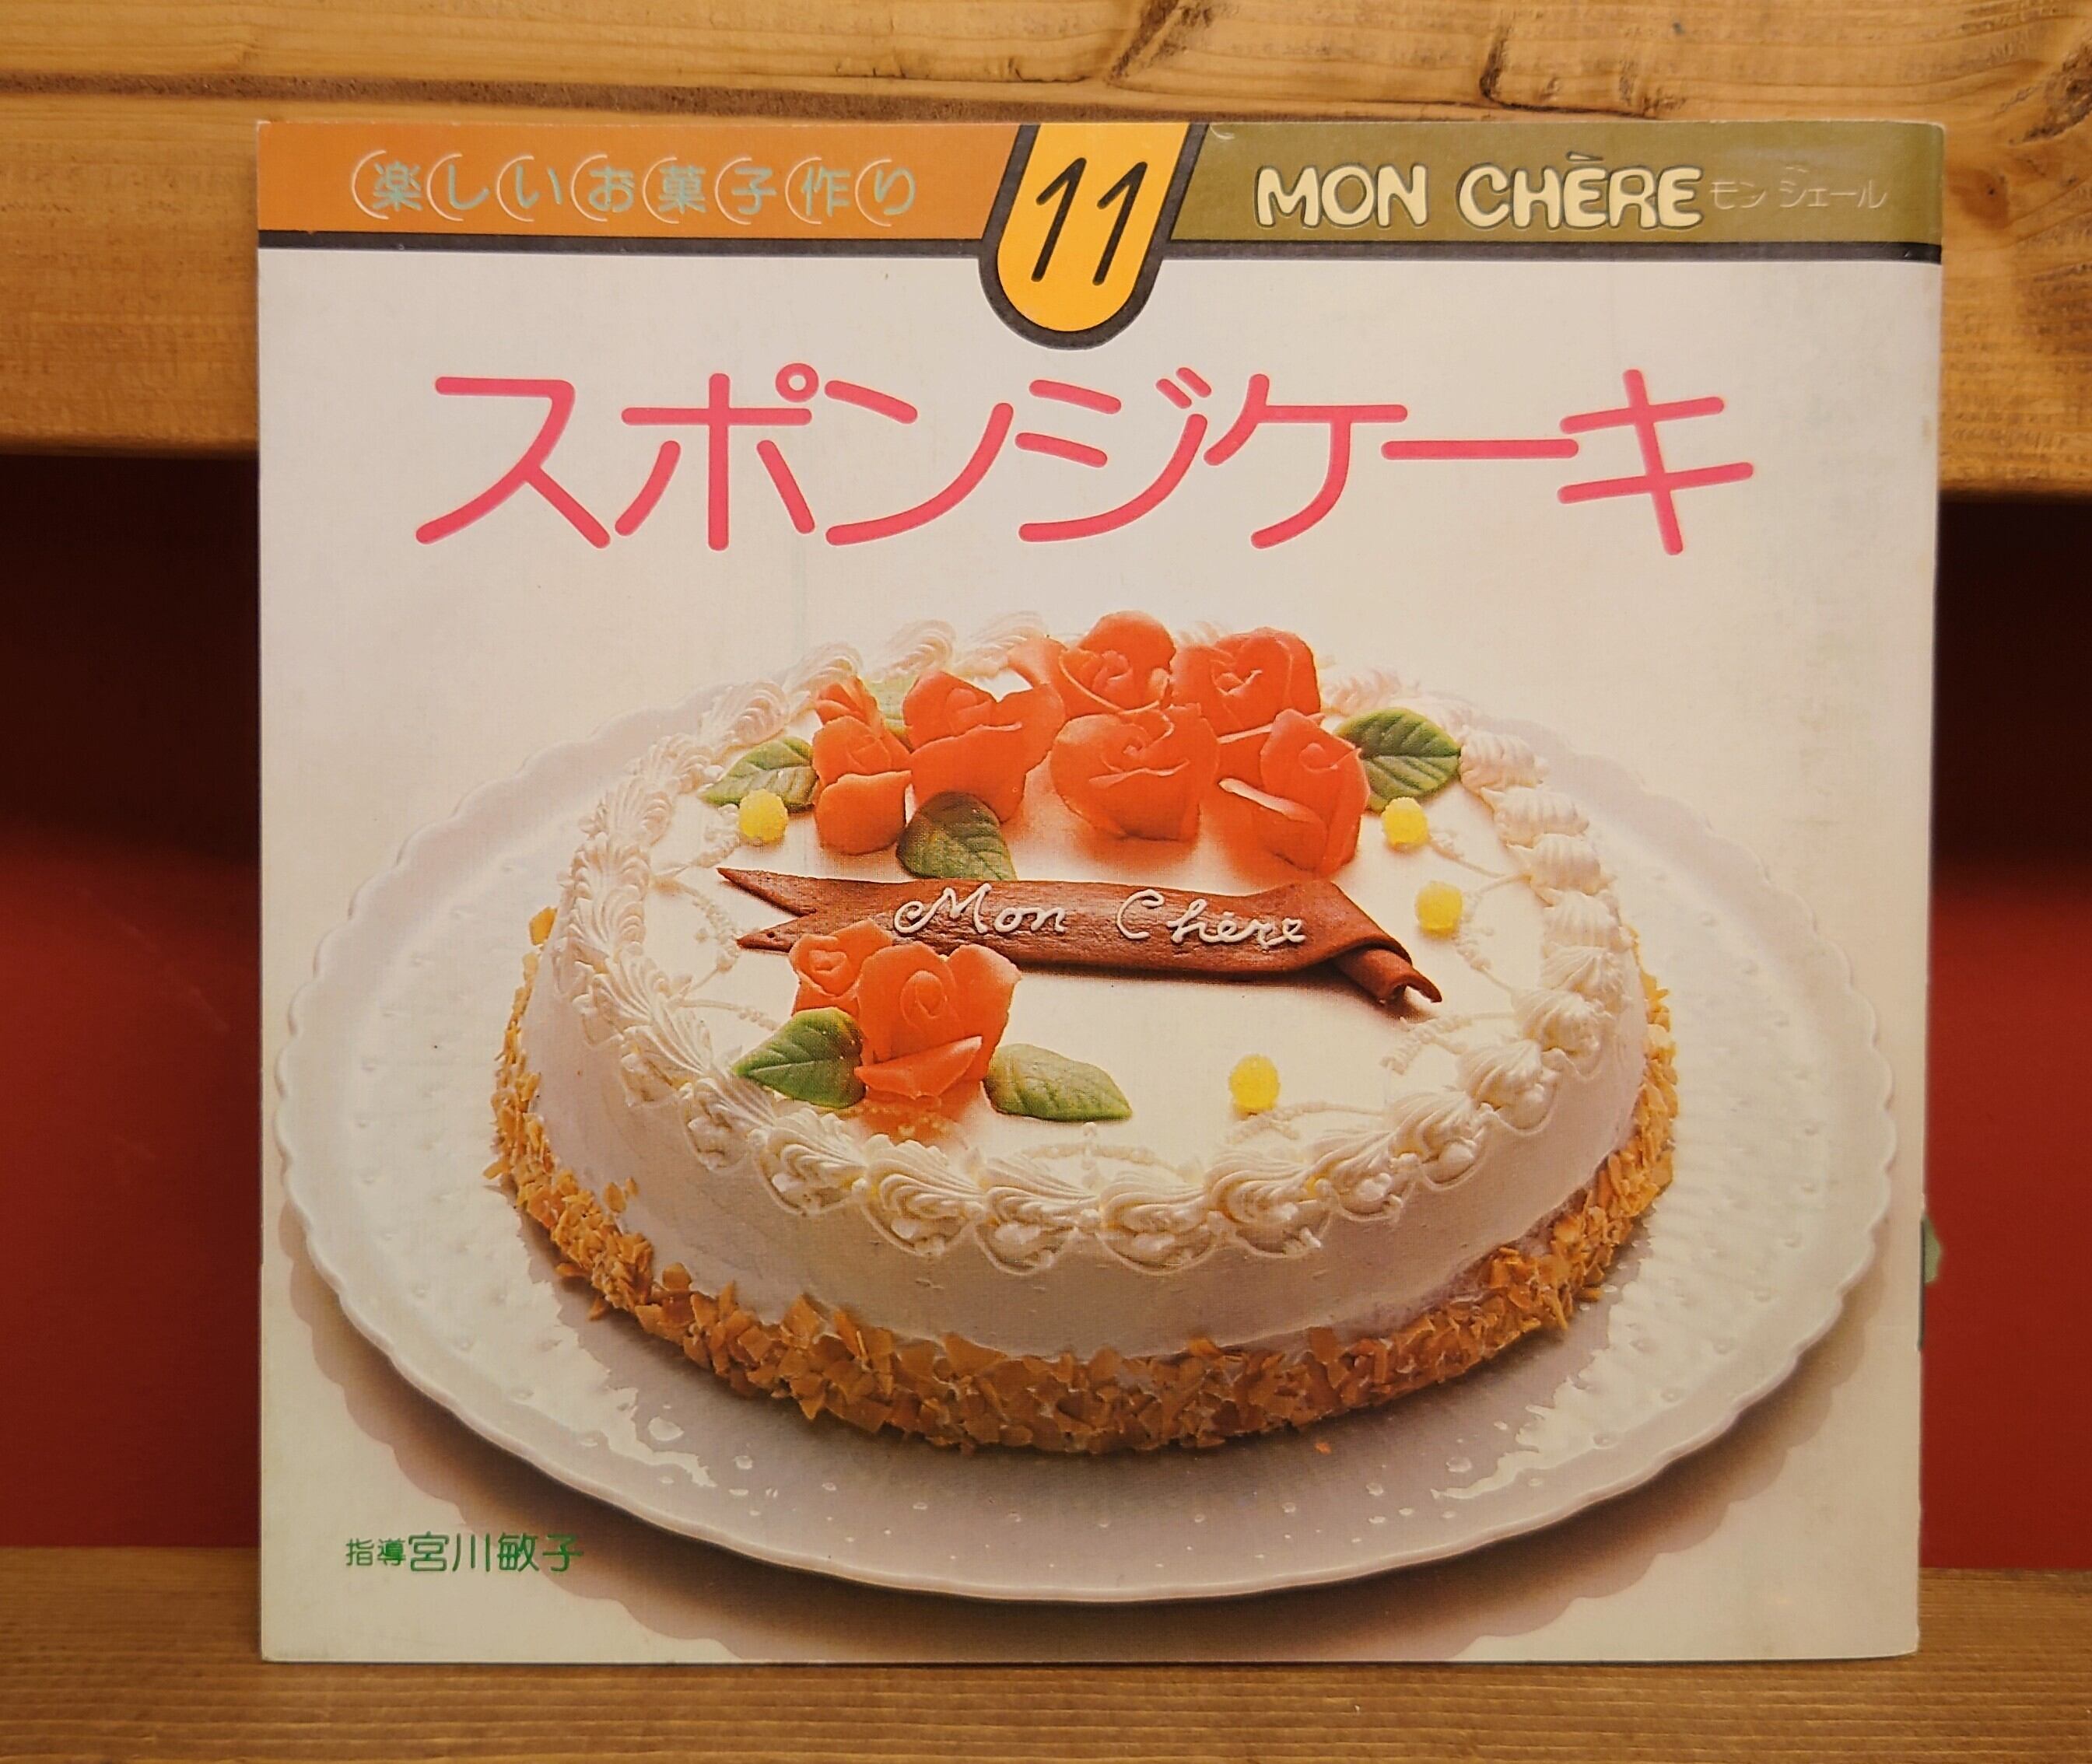 楽しいお菓子作り
11
MON CHÈRE モン シェール
スポンジケーキ
Mon Chère
指導 宮川敏子